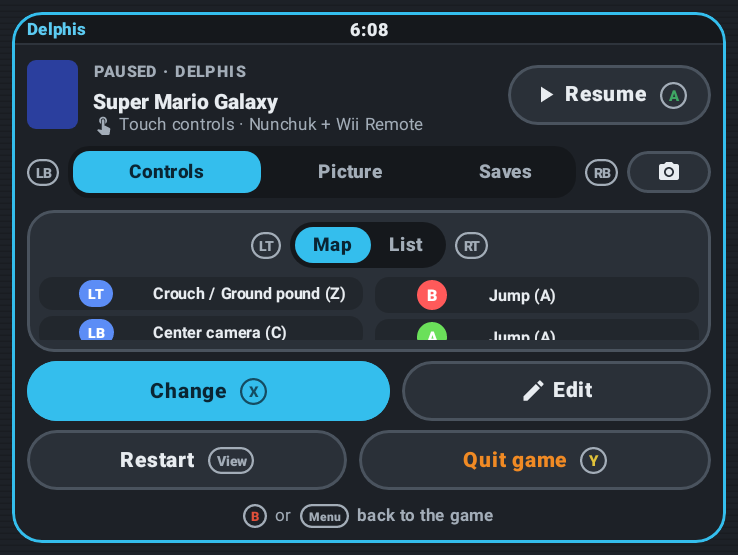 Delphis 6:08
PAUSED · DELPHIS
Super Mario Galaxy
Touch controls · Nunchuk + Wii Remote
Resume A
LB Controls Picture Saves RB
LT Map List RT
LT Crouch / Ground pound (Z) B Jump (A)
LB Center camera (C) A Jump (A)
Change X Edit
Restart View Quit game Y
B or Menu back to the game